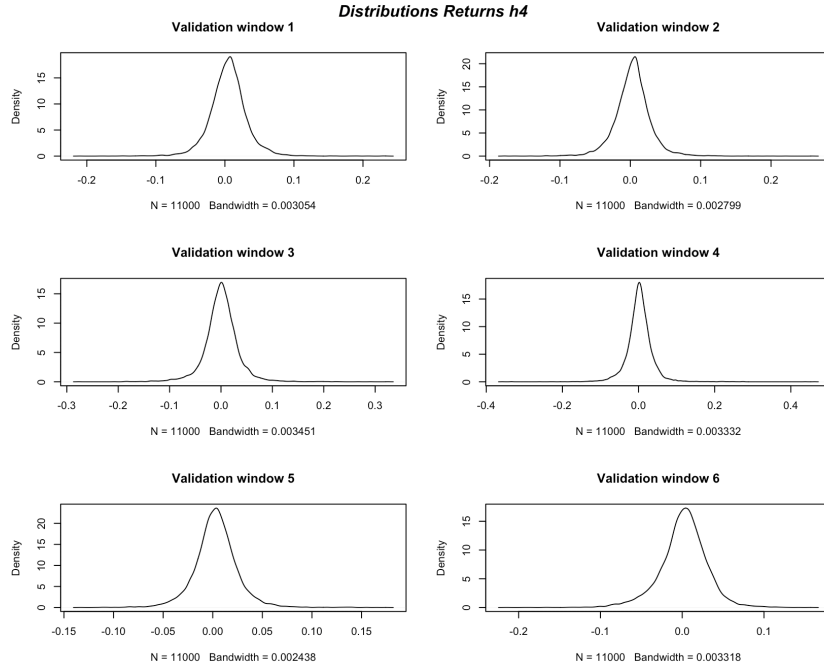 Distributions Returns h4
Validation window 1
Density
0 5 10 15
-0.2 -0.1 0.0 0.1 0.2
N = 11000 Bandwidth = 0.003054
Validation window 2
Density
0 5 10 15 20
-0.2 -0.1 0.0 0.1 0.2
N = 11000 Bandwidth = 0.002799
Validation window 3
Density
0 5 10 15
-0.3 -0.2 -0.1 0.0 0.1 0.2 0.3
N = 11000 Bandwidth = 0.003451
Validation window 4
Density
0 5 10 15
-0.4 -0.2 0.0 0.2 0.4
N = 11000 Bandwidth = 0.003332
Validation window 5
Density
0 5 10 15 20
-0.15 -0.10 -0.05 0.00 0.05 0.10 0.15
N = 11000 Bandwidth = 0.002438
Validation window 6
Density
0 5 10 15
-0.2 -0.1 0.0 0.1
N = 11000 Bandwidth = 0.003318